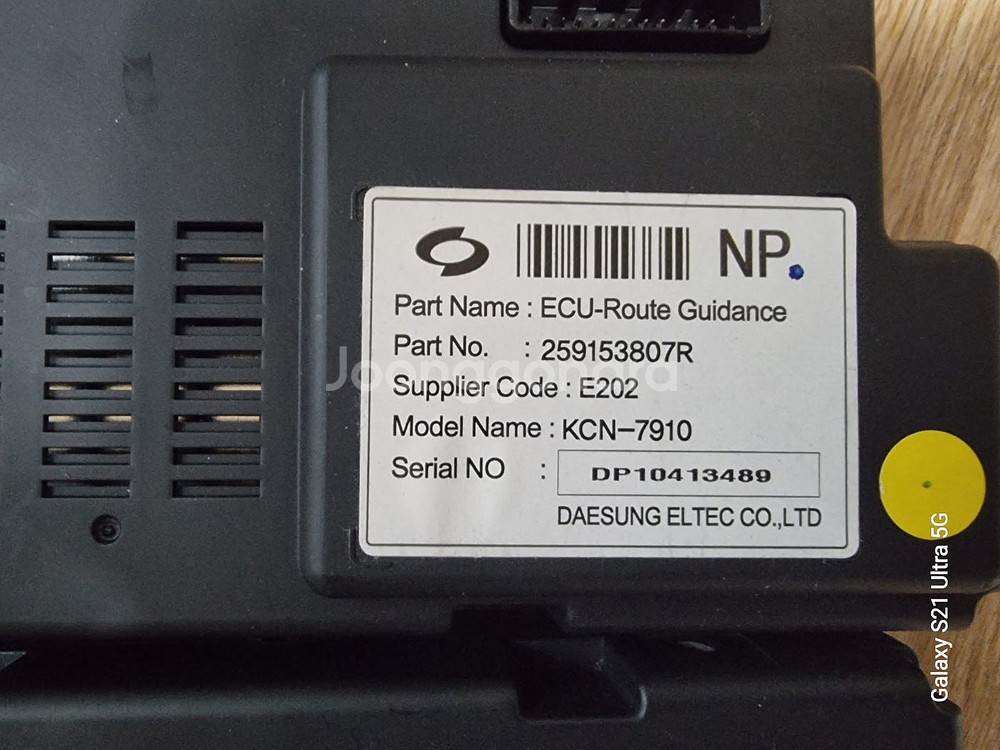 NP.
Part Name : ECU-Route Guidance
Part No. : 259153807R
Joonggonara
Supplier Code : E202
Model Name : KCN-7910
Serial NO : DP10413489
DAESUNG ELTEC CO.,LTD
Galaxy S21 Ultra 5G